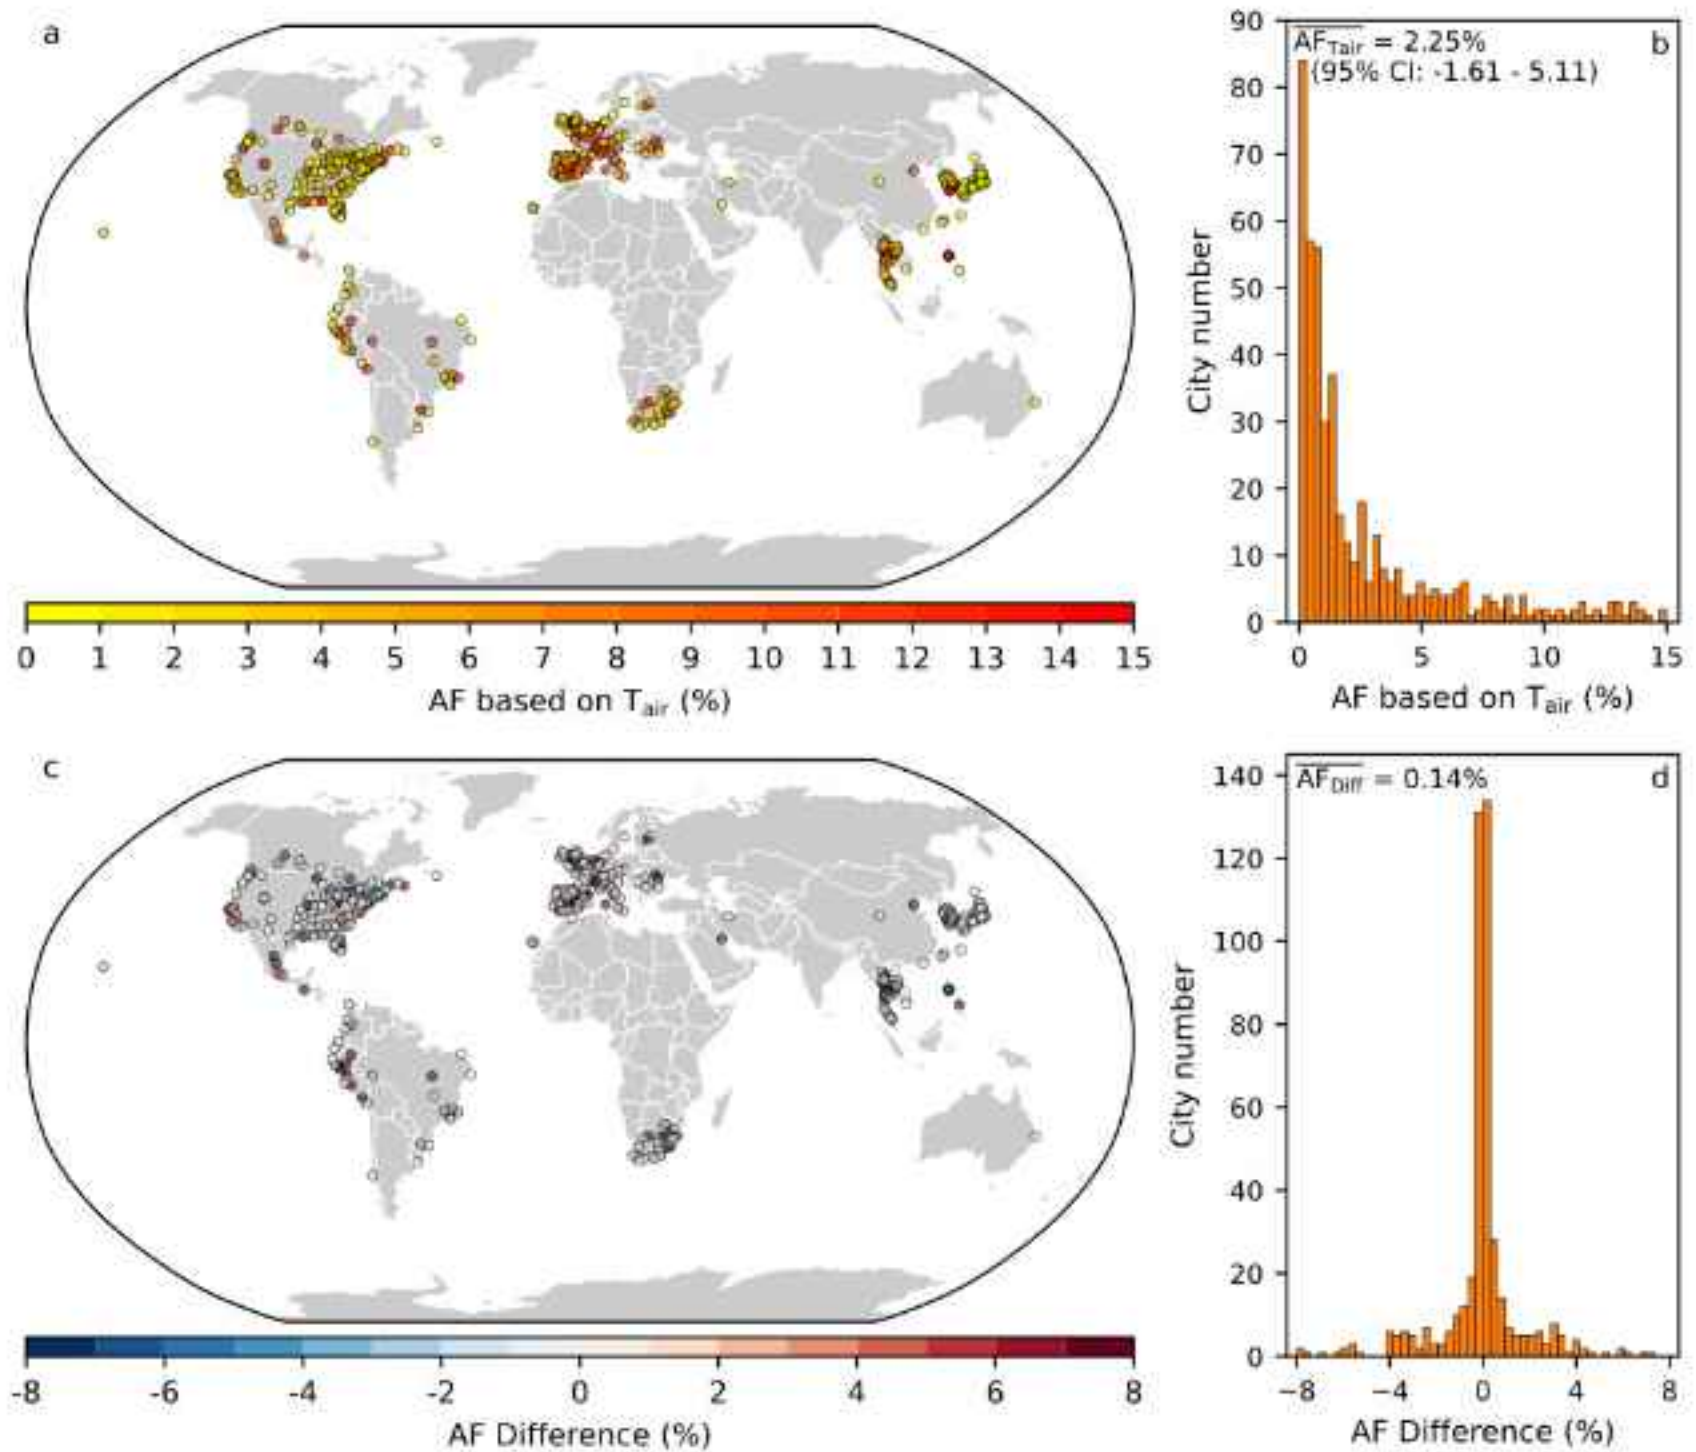 a
0 1 2 3 4 5 6 7 8 9 10 11 12 13 14 15
AF based on Tair (%)
b
AFTair = 2.25%
(95% CI: -1.61 - 5.11)
90
80
70
60
50
40
30
20
10
0
City number
0 5 10 15
AF based on Tair (%)
c
-8 -6 -4 -2 0 2 4 6 8
AF Difference (%)
d
AFDiff = 0.14%
140
120
100
80
60
40
20
0
City number
−8 −4 0 4 8
AF Difference (%)